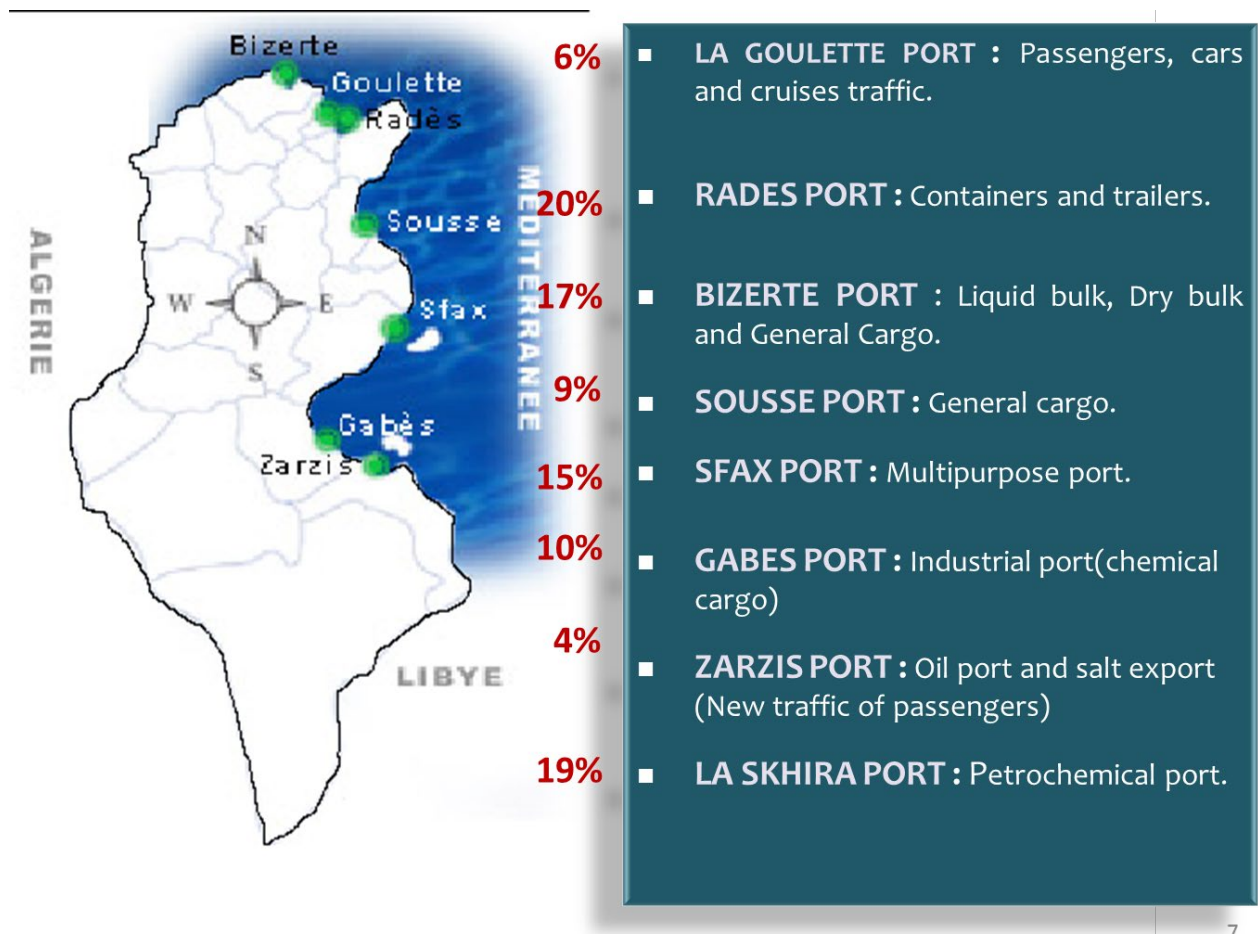 Bizerte
Goulette
Radès
Sousse
Sfax
Gabès
Zarzis
ALGERIE
MEDITERRANEE
LIBYE
N
W
E
S
6%
■ LA GOULETTE PORT : Passengers, cars
and cruises traffic.
20%
■ RADES PORT : Containers and trailers.
17%
■ BIZERTE PORT : Liquid bulk, Dry bulk
and General Cargo.
9%
■ SOUSSE PORT : General cargo.
15%
■ SFAX PORT : Multipurpose port.
10%
■ GABES PORT : Industrial port(chemical
cargo)
4%
■ ZARZIS PORT : Oil port and salt export
(New traffic of passengers)
19%
■ LA SKHIRA PORT : Petrochemical port.
7